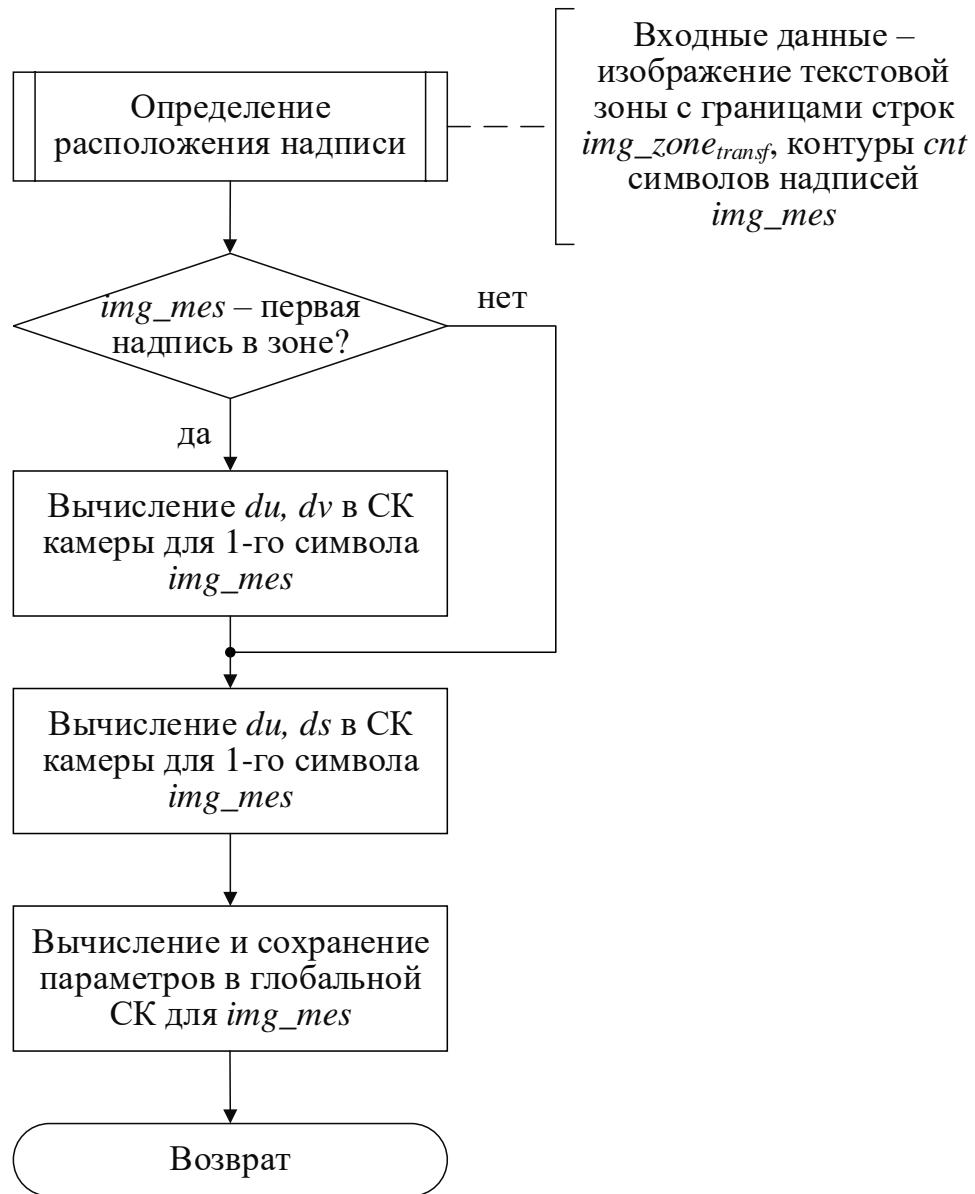 Определение
расположения надписи
Входные данные –
изображение текстовой
зоны с границами строк
img_zone_transf, контуры cnt
символов надписей
img_mes
img_mes – первая
надпись в зоне?
нет
да
Вычисление du, dv в СК
камеры для 1-го символа
img_mes
Вычисление du, ds в СК
камеры для 1-го символа
img_mes
Вычисление и сохранение
параметров в глобальной
СК для img_mes
Возврат